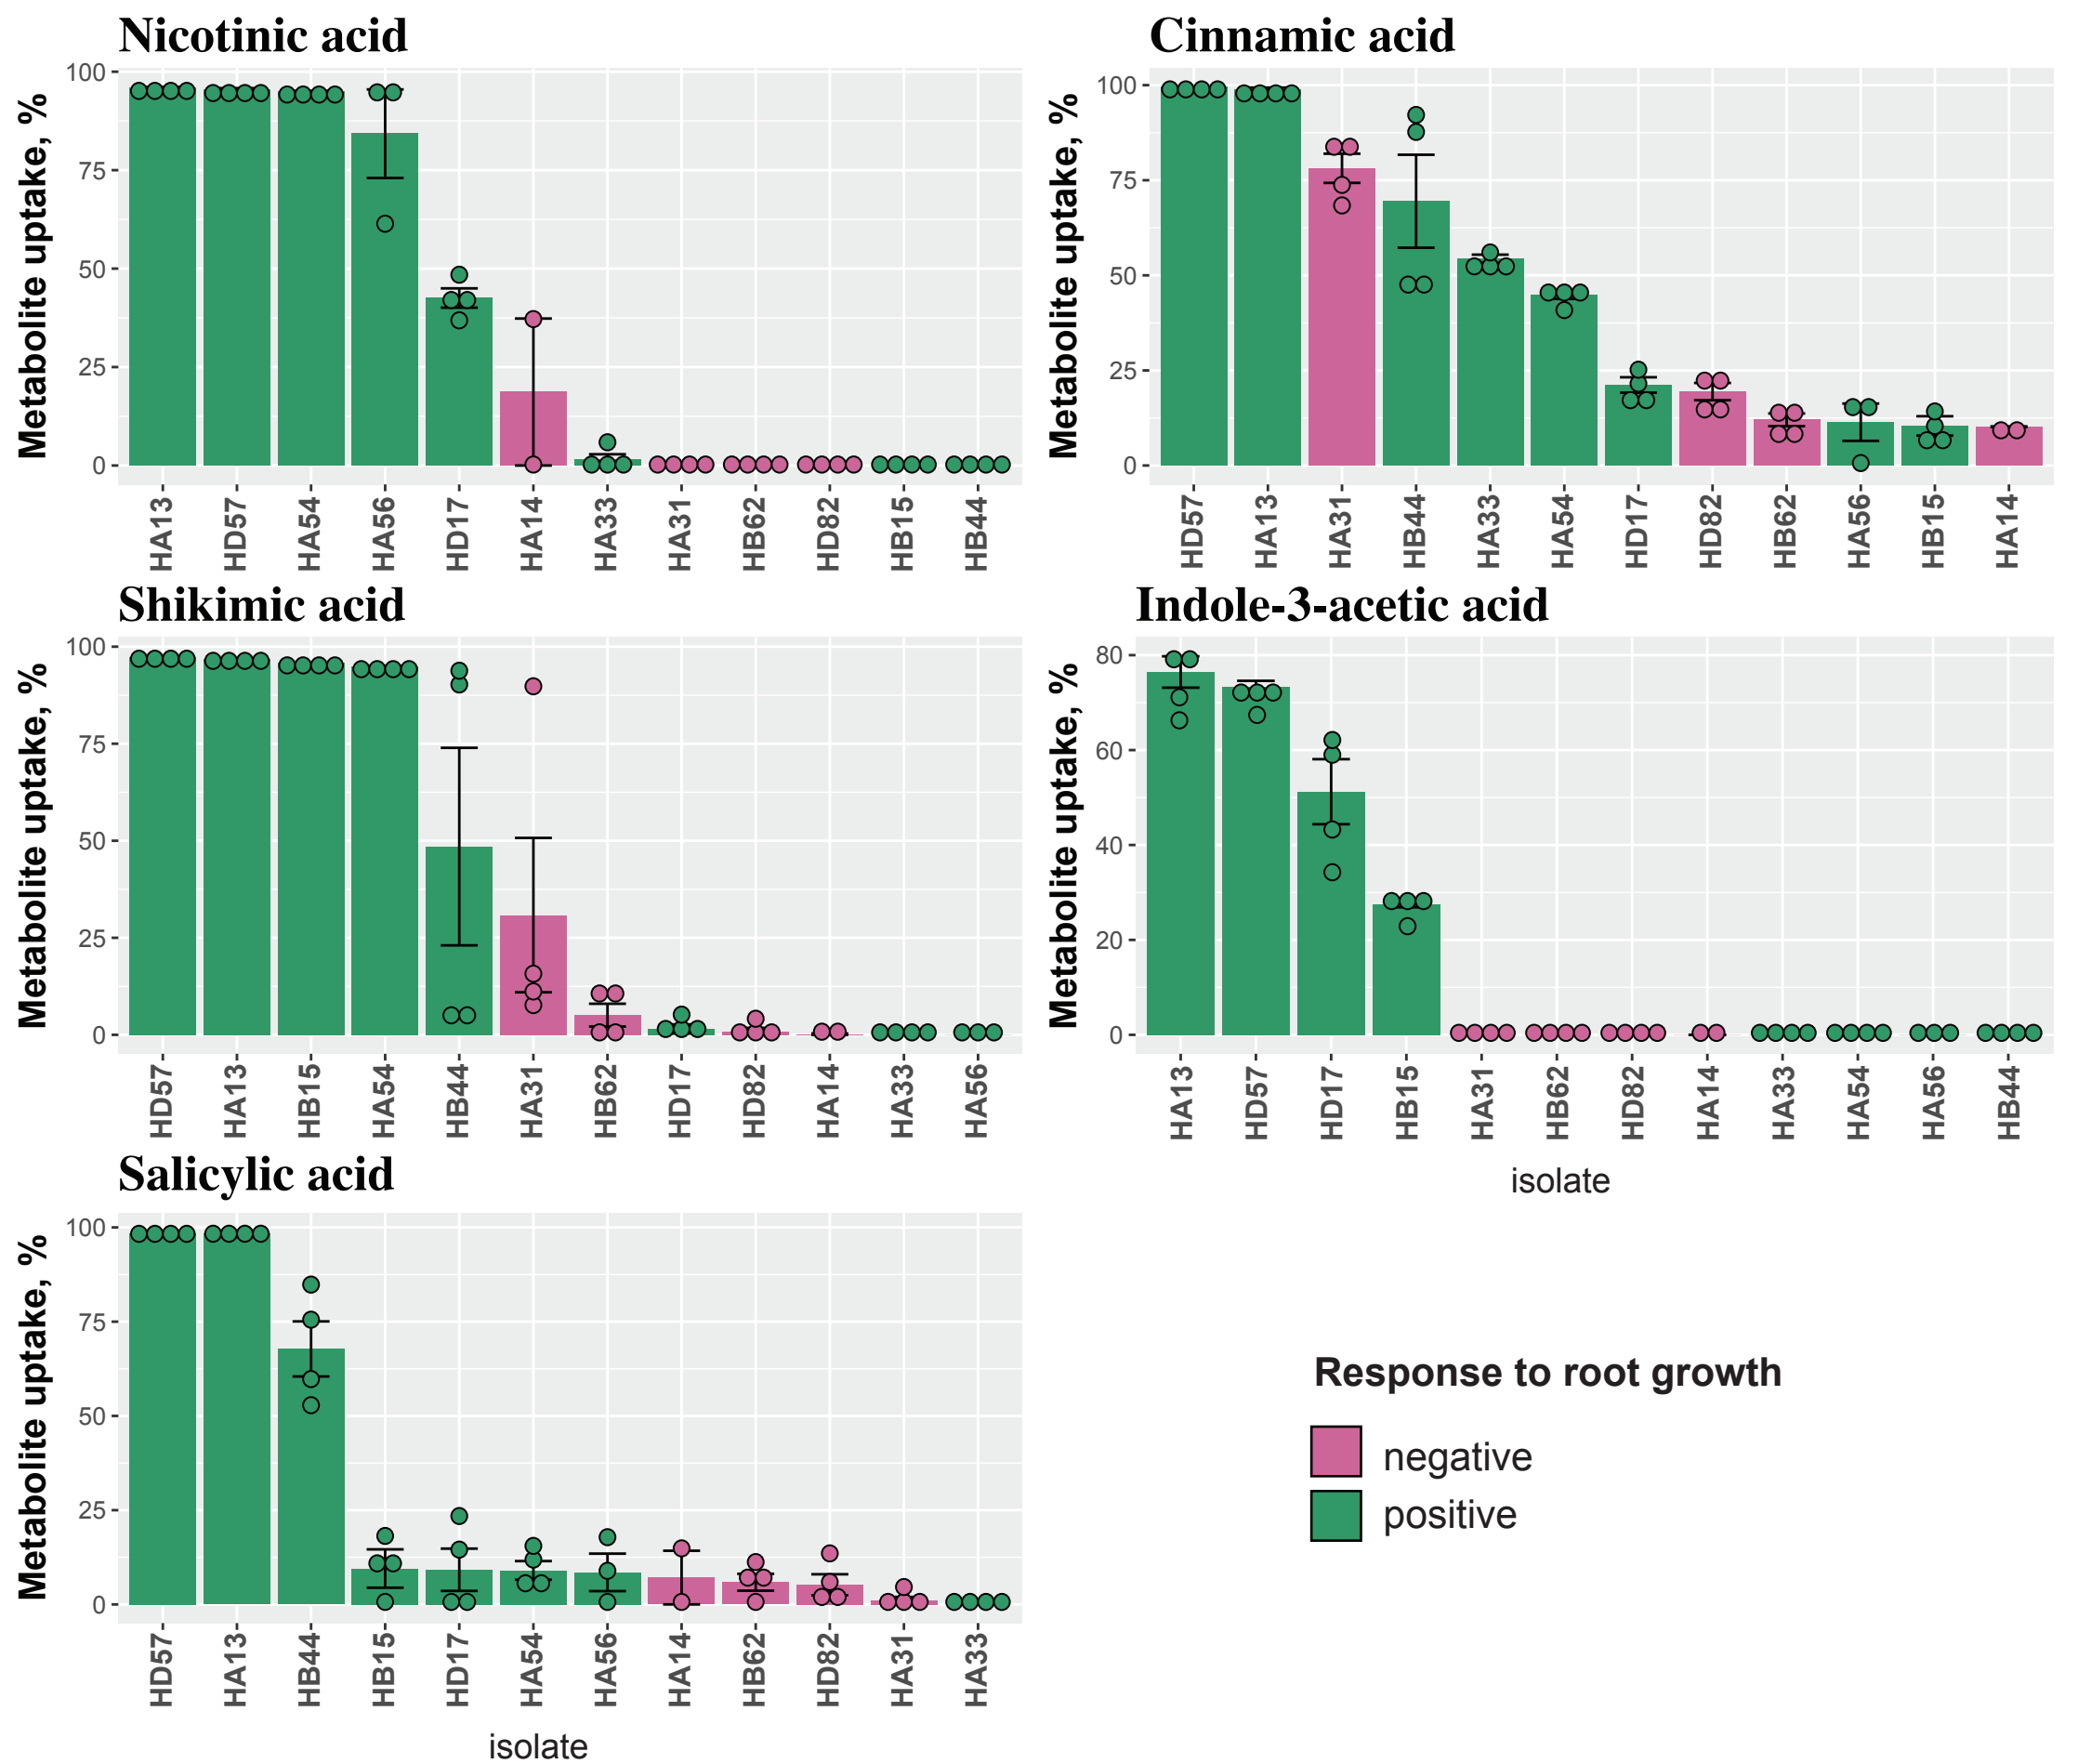 Nicotinic acid
Metabolite uptake, %
100
75
50
25
0
HA13 HD57 HA54 HA56 HD17 HA14 HA33 HA31 HB62 HD82 HB15 HB44
Cinnamic acid
Metabolite uptake, %
100
75
50
25
0
HD57 HA13 HA31 HB44 HA33 HA54 HD17 HD82 HB62 HA56 HB15 HA14
Shikimic acid
Metabolite uptake, %
100
75
50
25
0
HD57 HA13 HB15 HA54 HB44 HA31 HB62 HD17 HD82 HA14 HA33 HA56
Indole-3-acetic acid
Metabolite uptake, %
80
60
40
20
0
HA13 HD57 HD17 HB15 HA31 HB62 HD82 HA14 HA33 HA54 HA56 HB44
isolate
Salicylic acid
Metabolite uptake, %
100
75
50
25
0
HD57 HA13 HB44 HB15 HD17 HA54 HA56 HA14 HB62 HD82 HA31 HA33
isolate
Response to root growth
negative
positive